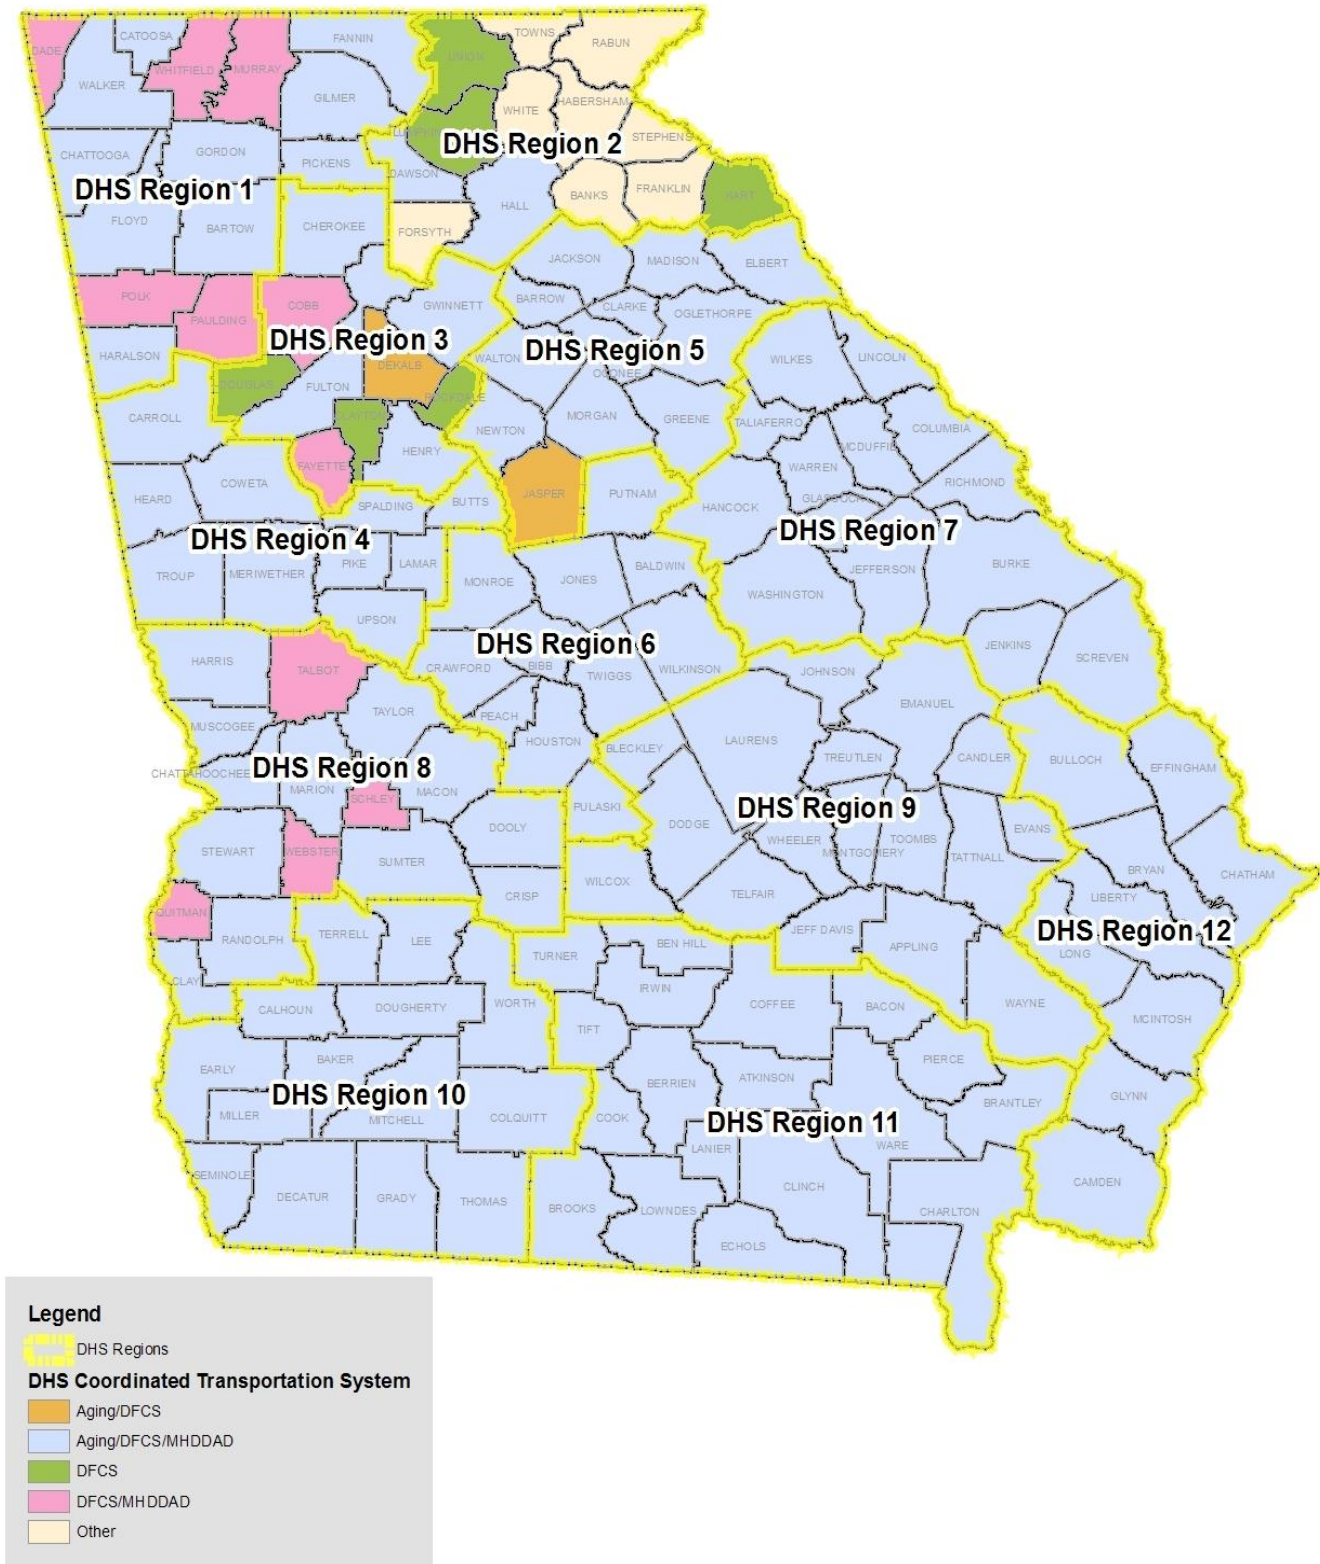 TOWNS
RABUN
CATOOSA
FANNIN
DADE
UNION
WHITFIELD
MURRAY
WALKER
GILMER
HABERSHAM
WHITE
LUMPKIN
STEPHENS
DHS Region 2
GORDON
CHATTOOGA
PICKENS
DAWSON
DHS Region 1
FRANKLIN
BANKS
HART
HALL
FLOYD
BARTOW
CHEROKEE
FORSYTH
JACKSON
MADISON
ELBERT
POLK
BARROW
COBB
GWINNETT
CLARKE
OGLETHORPE
PAULDING
DHS Region 3
DHS Region 5
HARALSON
WALTON
WILKES
LINCOLN
DEKALB
OCONEE
DOUGLAS
FULTON
ROCKDALE
CARROLL
CLAYTON
MORGAN
GREENE
TALIAFERRO
COLUMBIA
NEWTON
MCDUFFIE
HENRY
FAYETTE
WARREN
COWETA
RICHMOND
HEARD
JASPER
PUTNAM
GLASCOCK
SPALDING
BUTTS
HANCOCK
DHS Region 7
DHS Region 4
PIKE
LAMAR
BALDWIN
BURKE
JEFFERSON
TROUP
MERIWETHER
MONROE
JONES
WASHINGTON
UPSON
DHS Region 6
JENKINS
HARRIS
SCREVEN
TALBOT
CRAWFORD
BIBB
WILKINSON
JOHNSON
TWIGGS
EMANUEL
TAYLOR
PEACH
MUSCOGEE
HOUSTON
LAURENS
BLECKLEY
TREUTLEN
CANDLER
BULLOCH
EFFINGHAM
CHATTAHOOCHEE
DHS Region 8
MARION
MACON
SCHLEY
PULASKI
DHS Region 9
DOOLY
DODGE
EVANS
WHEELER
TOOMBS
STEWART
WEBSTER
MONTGOMERY
TATTNALL
SUMTER
BRYAN
CHATHAM
WILCOX
CRISP
TELFAIR
LIBERTY
QUITMAN
DHS Region 12
TERRELL
LEE
RANDOLPH
BEN HILL
JEFF DAVIS
APPLING
TURNER
LONG
CLAY
IRWIN
WORTH
COFFEE
WAYNE
CALHOUN
DOUGHERTY
BACON
MCINTOSH
TIFT
BAKER
PIERCE
EARLY
ATKINSON
BERRIEN
DHS Region 10
GLYNN
BRANTLEY
MILLER
MITCHELL
COLQUITT
COOK
DHS Region 11
LANIER
WARE
SEMINOLE
CLINCH
CAMDEN
DECATUR
GRADY
THOMAS
BROOKS
LOWNDES
CHARLTON
ECHOLS
Legend
DHS Regions
DHS Coordinated Transportation System
Aging/DFCS
Aging/DFCS/MHDDAD
DFCS
DFCS/MHDDAD
Other